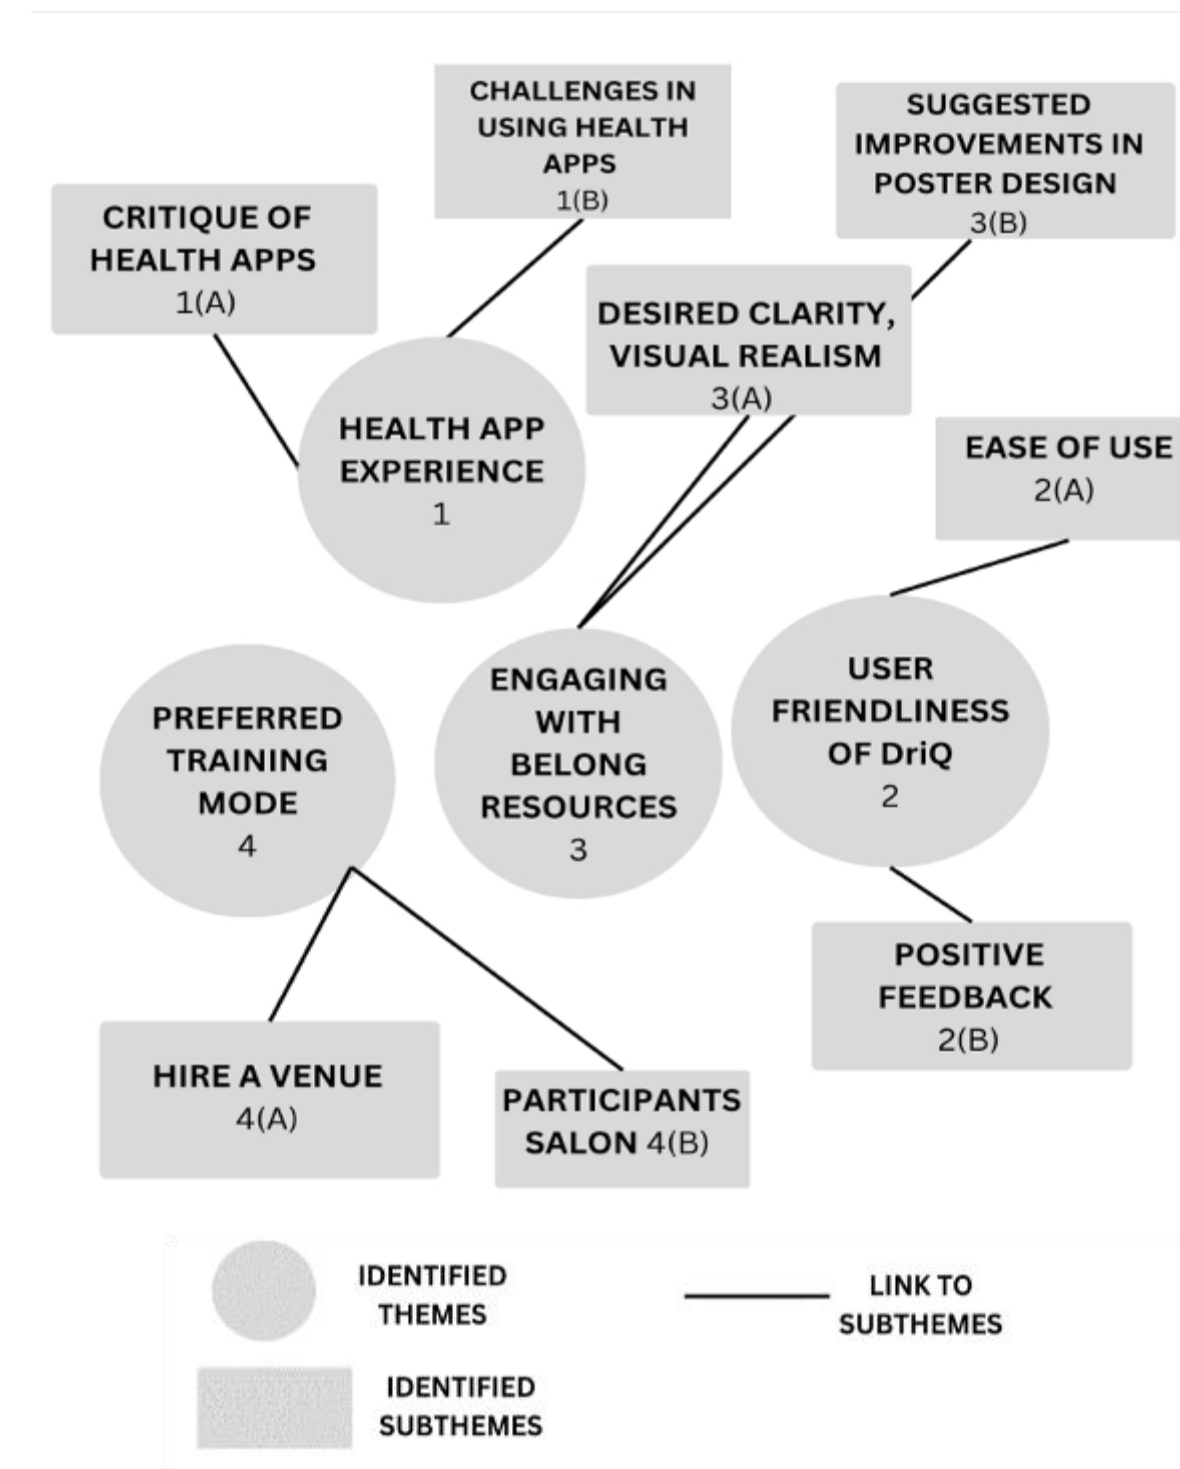 CHALLENGES IN
USING HEALTH
APPS
1(B)
SUGGESTED
IMPROVEMENTS IN
POSTER DESIGN
3(B)
CRITIQUE OF
HEALTH APPS
1(A)
DESIRED CLARITY,
VISUAL REALISM
3(A)
HEALTH APP
EXPERIENCE
1
EASE OF USE
2(A)
PREFERRED
TRAINING
MODE
4
ENGAGING
WITH
BELONG
RESOURCES
3
USER
FRIENDLINESS
OF DriQ
2
POSITIVE
FEEDBACK
2(B)
HIRE A VENUE
4(A)
PARTICIPANTS
SALON 4(B)
IDENTIFIED
THEMES
LINK TO
SUBTHEMES
IDENTIFIED
SUBTHEMES